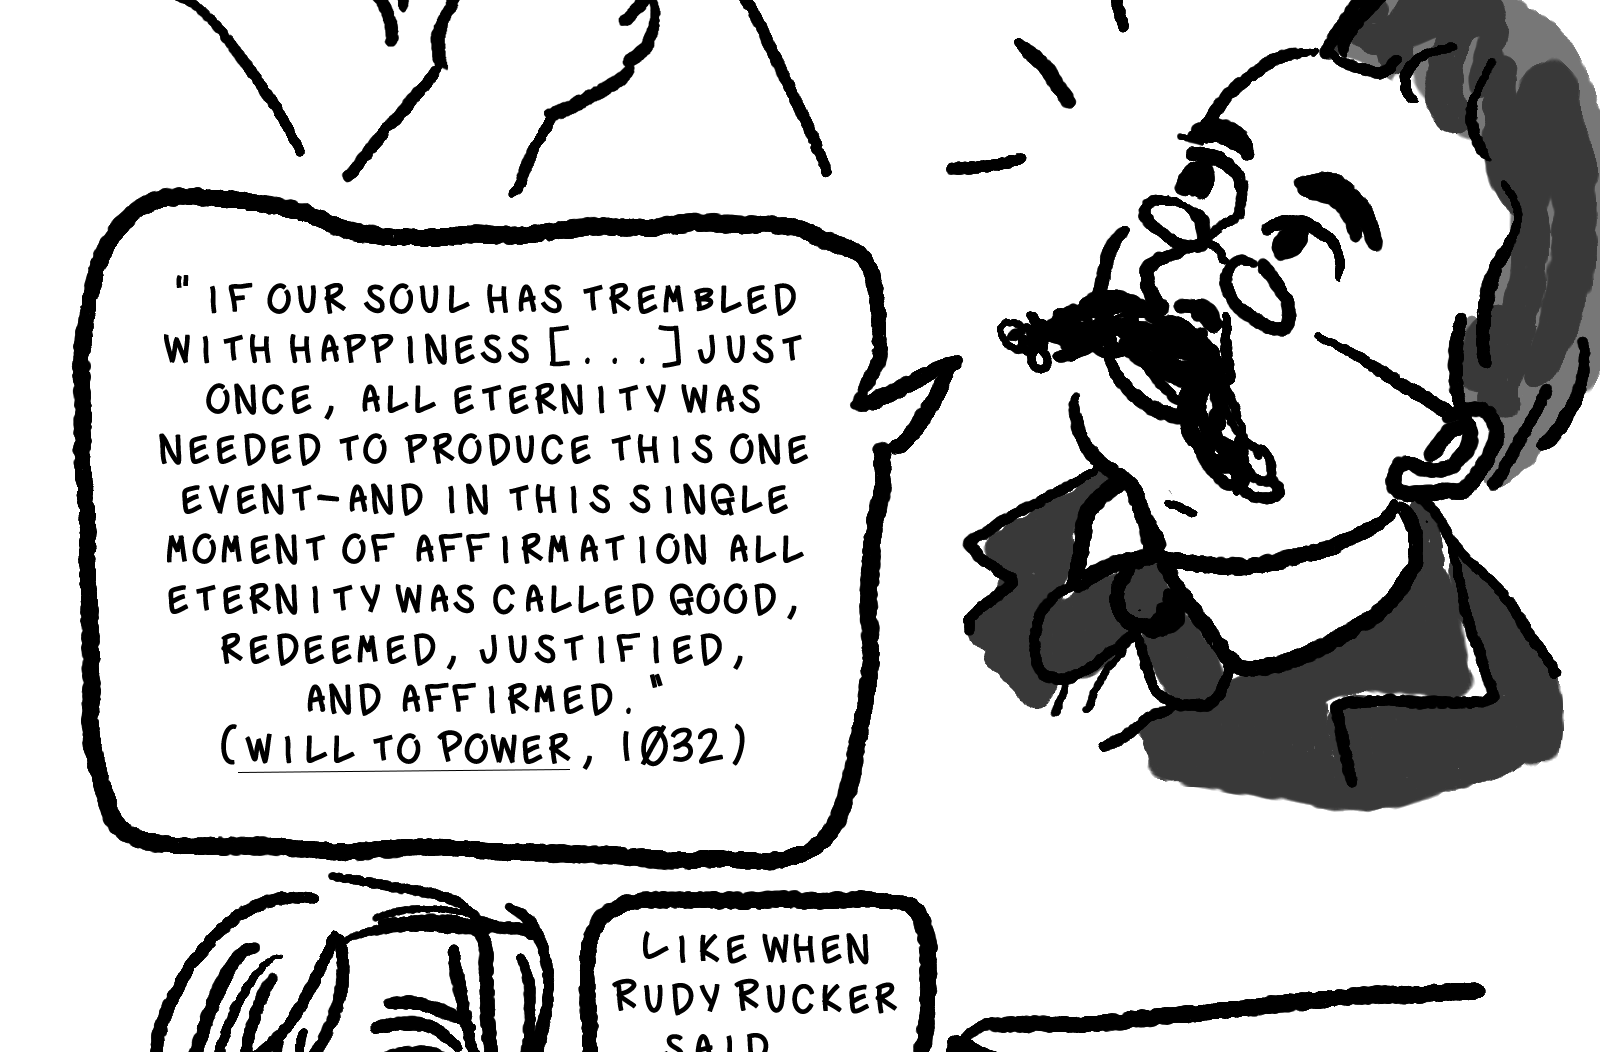 " IF OUR SOUL HAS TREMBLED
WITH HAPPINESS [...] JUST
ONCE, ALL ETERNITY WAS
NEEDED TO PRODUCE THIS ONE
EVENT-AND IN THIS SINGLE
MOMENT OF AFFIRMATION ALL
ETERNITY WAS CALLED GOOD,
REDEEMED, JUSTIFIED,
AND AFFIRMED."
(WILL TO POWER, 1032)
LIKE WHEN
RUDY RUCKER
SAID